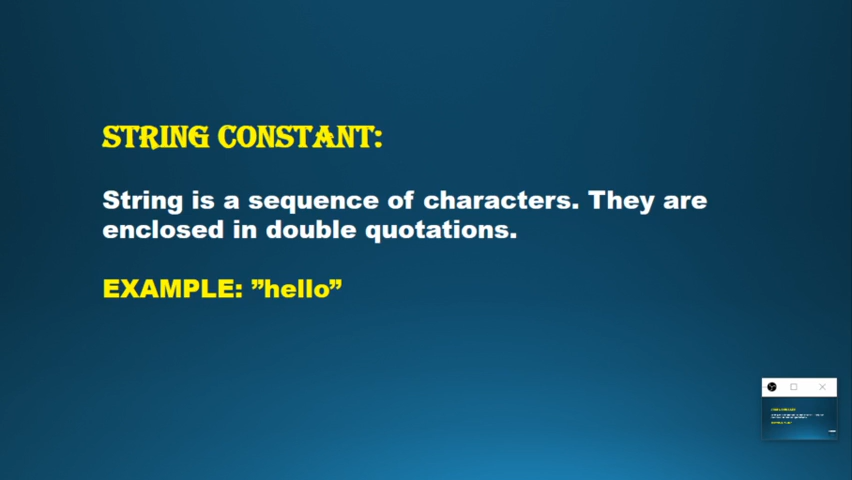 STRING CONSTANT:
String is a sequence of characters. They are
enclosed in double quotations.
EXAMPLE: ”hello”